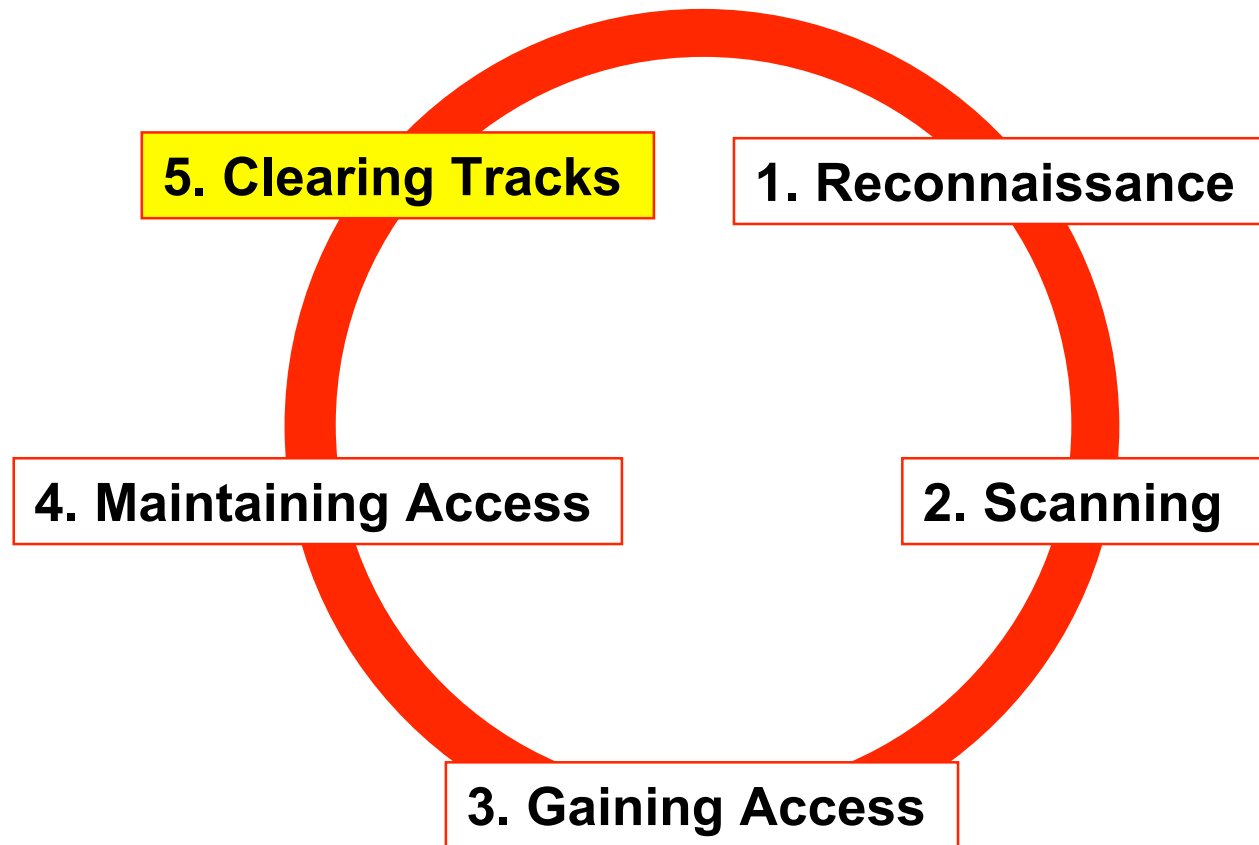 5. Clearing Tracks
1. Reconnaissance
4. Maintaining Access
2. Scanning
3. Gaining Access